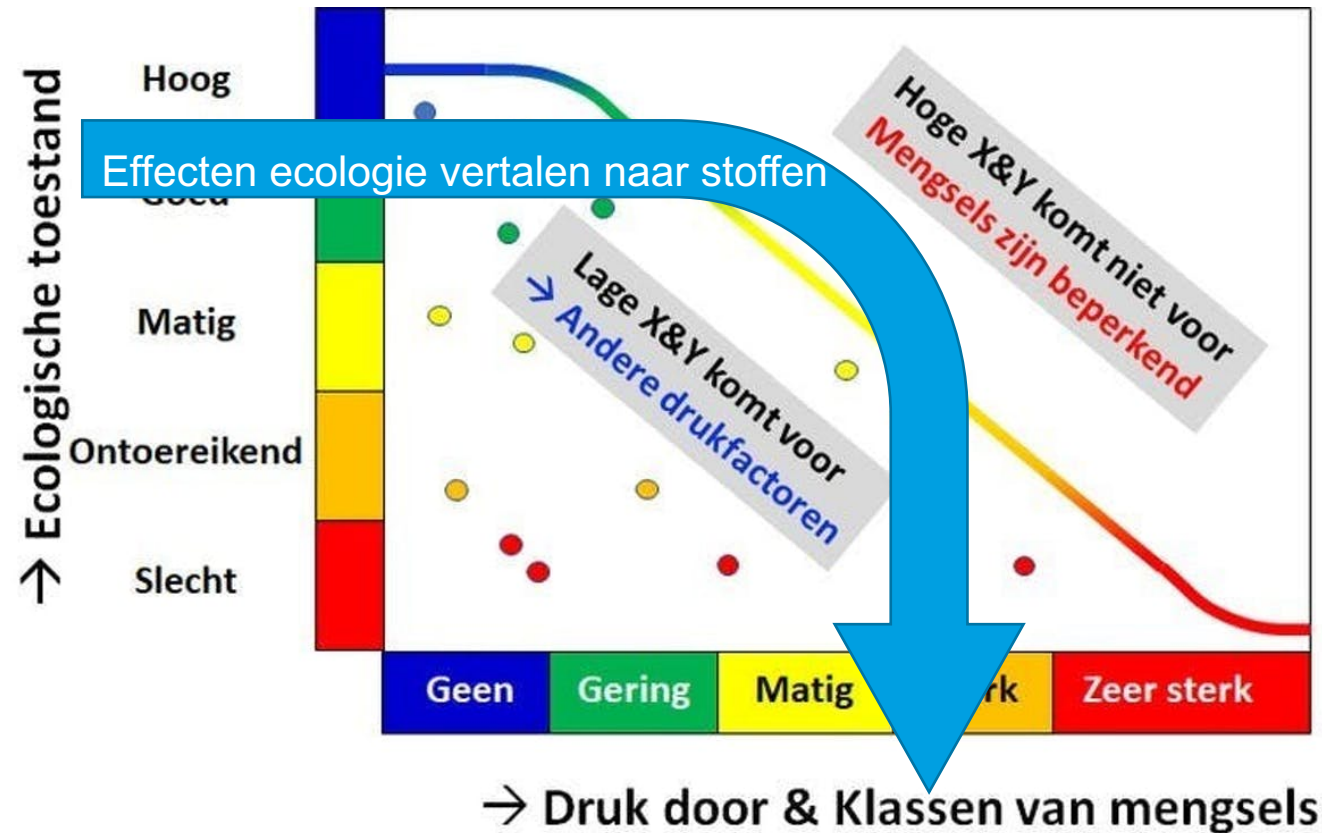 ↑ Ecologische toestand
Hoog
Effecten ecologie vertalen naar stoffen
Matig
Ontoereikend
Slecht
Hoge X&Y komt niet voor
Mengsels zijn beperkend
Lage X&Y komt voor
→ Andere drukfactoren
Geen
Gering
Matig
rk
Zeer sterk
→ Druk door & Klassen van mengsels